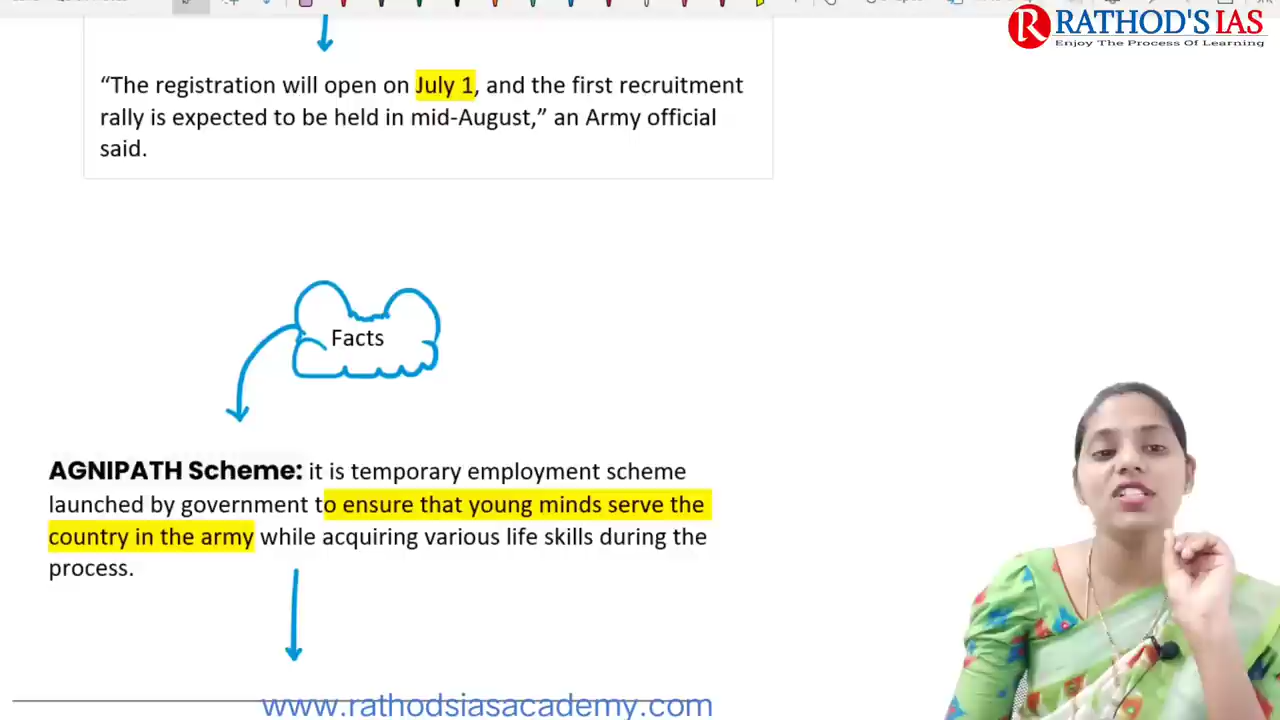 RATHOD'S IAS
Enjoy The Process Of Learning
“The registration will open on July 1, and the first recruitment
rally is expected to be held in mid-August,” an Army official
said.
Facts
AGNIPATH Scheme: it is temporary employment scheme
launched by government to ensure that young minds serve the
country in the army while acquiring various life skills during the
process.
www.rathodsiasacademy.com